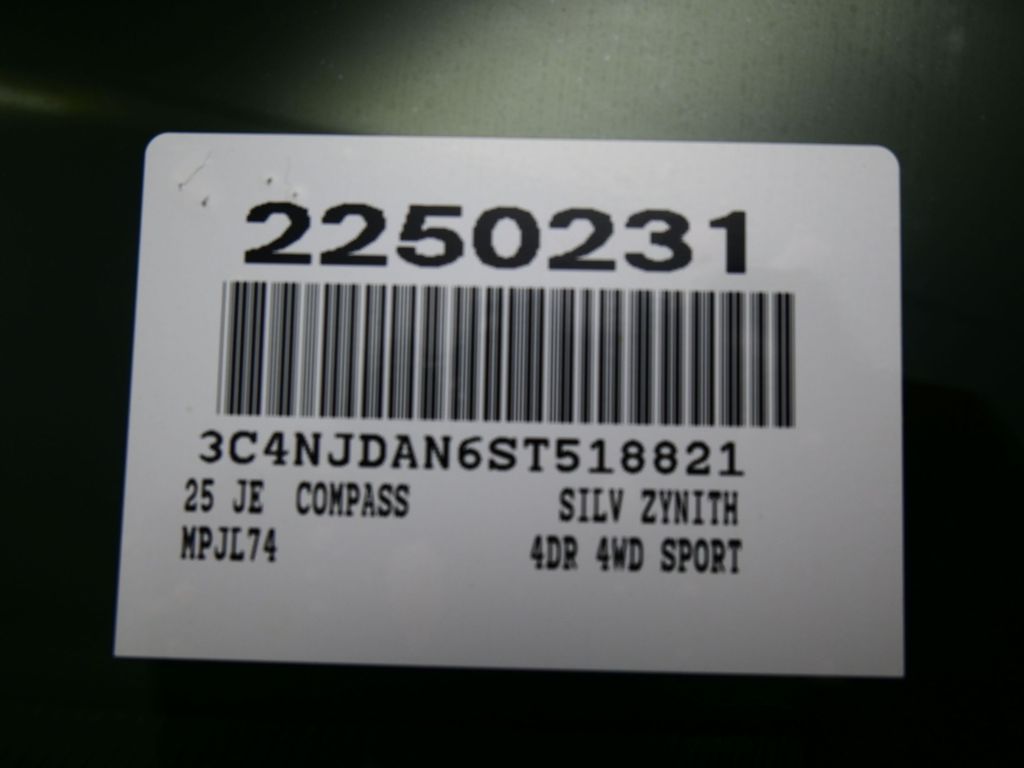 2250231
3C4NJDAN6ST518821
25 JE COMPASS SILV ZYNITH
MPJL74 4DR 4WD SPORT